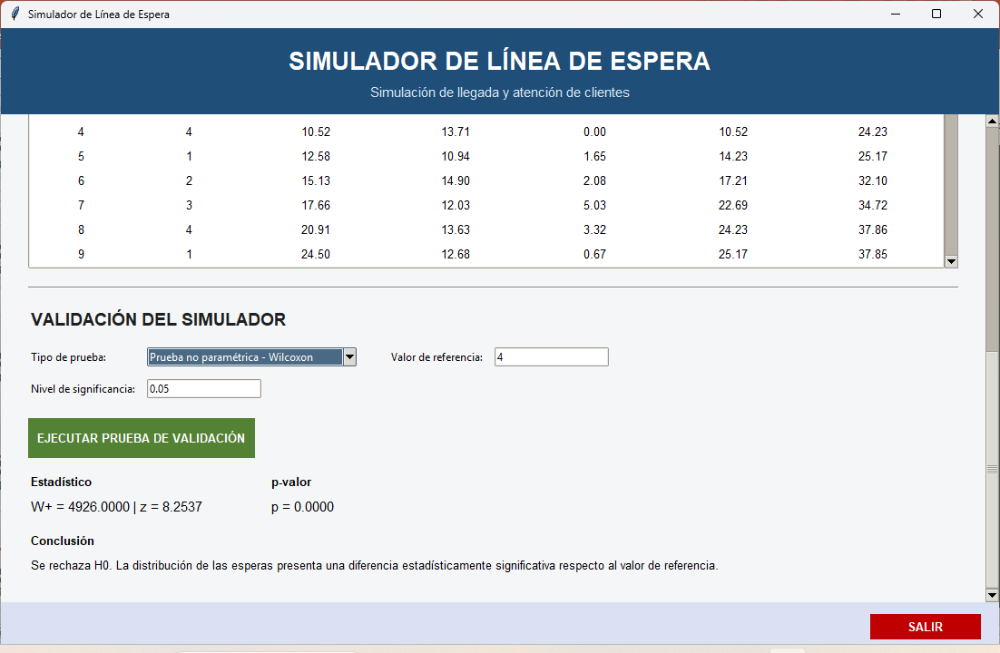 Simulador de Línea de Espera
SIMULADOR DE LÍNEA DE ESPERA
Simulación de llegada y atención de clientes
4 4 10.52 13.71 0.00 10.52 24.23
5 1 12.58 10.94 1.65 14.23 25.17
6 2 15.13 14.90 2.08 17.21 32.10
7 3 17.66 12.03 5.03 22.69 34.72
8 4 20.91 13.63 3.32 24.23 37.86
9 1 24.50 12.68 0.67 25.17 37.85
VALIDACIÓN DEL SIMULADOR
Tipo de prueba: Prueba no paramétrica - Wilcoxon Valor de referencia: 4
Nivel de significancia: 0.05
EJECUTAR PRUEBA DE VALIDACIÓN
Estadístico p-valor
W+ = 4926.0000 | z = 8.2537 p = 0.0000
Conclusión
Se rechaza H0. La distribución de las esperas presenta una diferencia estadísticamente significativa respecto al valor de referencia.
SALIR